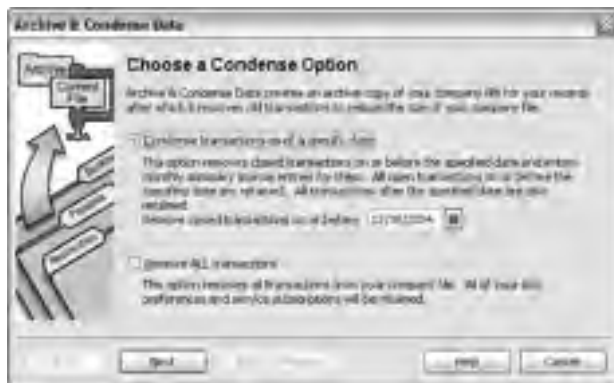 Archive & Condense Data
Archive
Current
File
Choose a Condense Option
Archive & Condense Data creates an archive copy of your company file for your records
after which it removes old transactions to reduce the size of your company file.
Condense transactions as of a specific date
This option removes closed transactions on or before the specified date and enters
monthly summary journal entries for them. All open transactions on or before the
specified date are retained. All transactions after the specified date are also
retained.
Remove closed transactions on or before
Remove ALL transactions
This option removes all transactions from your company file. All of your lists
preferences and service subscriptions will be retained.
Next
Help
Cancel